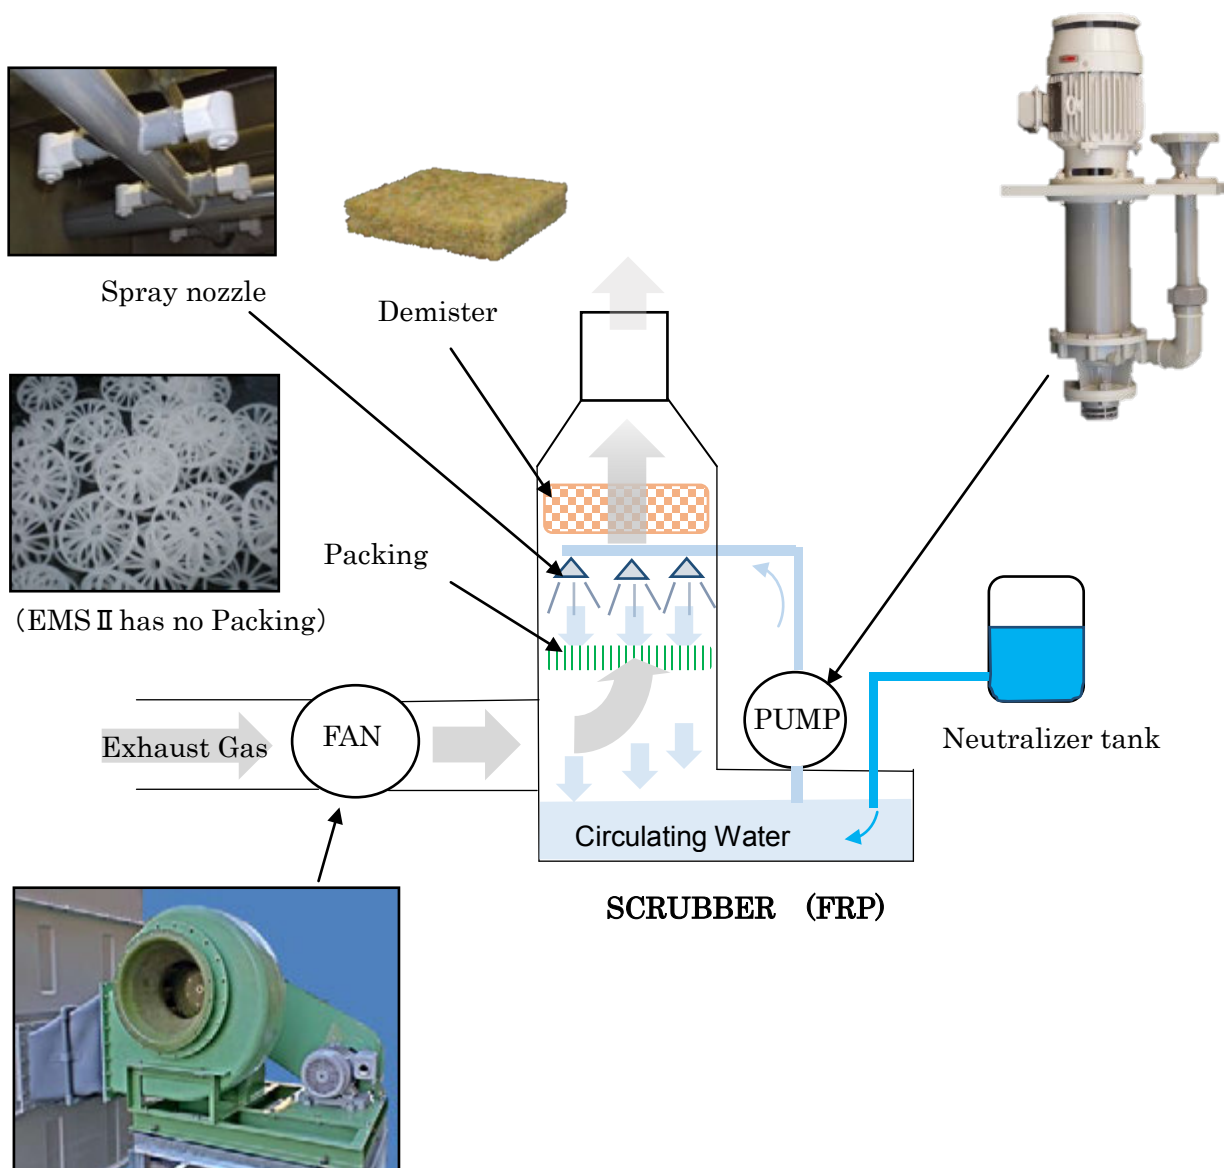 Spray nozzle
Demister
Packing
(EMSⅡhas no Packing)
Exhaust Gas
FAN
PUMP
Neutralizer tank
Circulating Water
SCRUBBER (FRP)